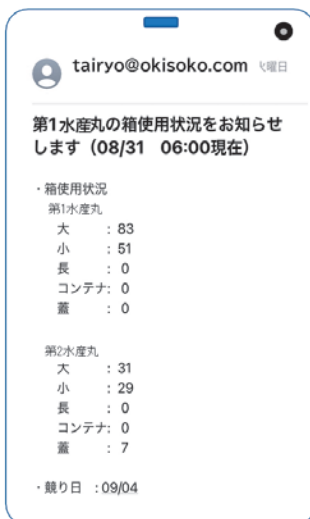 tairyo@okisoko.com 火曜日
第1水産丸の箱使用状況をお知らせ
します（08/31 06:00現在）
・箱使用状況
第1水産丸
大 : 83
小 : 51
長 : 0
コンテナ: 0
蓋 : 0
第2水産丸
大 : 31
小 : 29
長 : 0
コンテナ: 0
蓋 : 7
・競り日 : 09/04